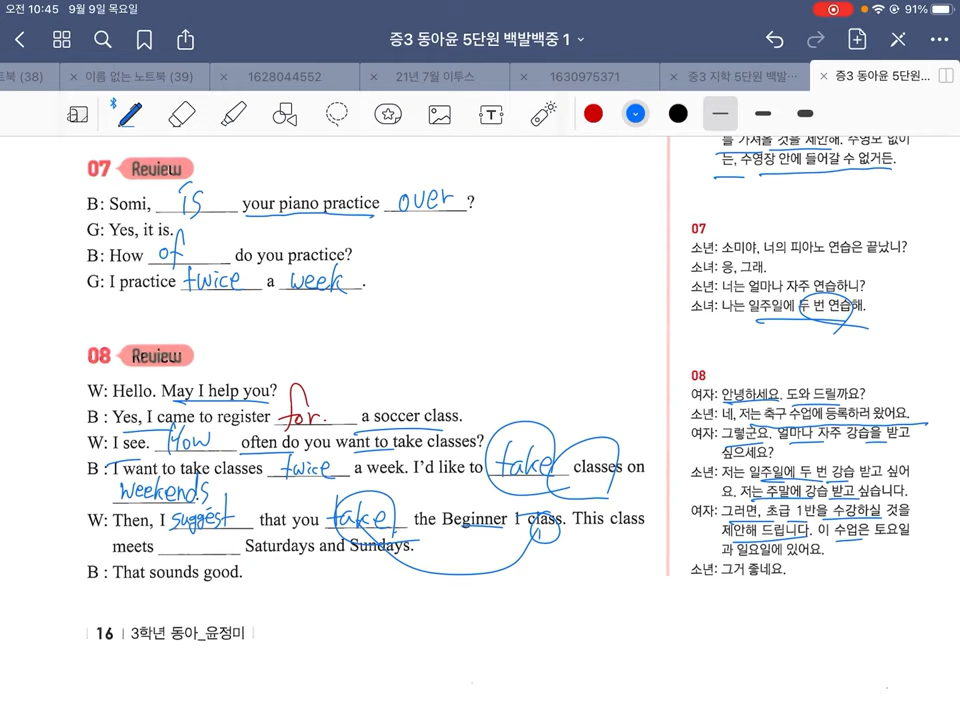 오전 10:45 9월 9일 목요일
91%
중3 동아윤 5단원 백발백중 1
트북 (38)
이름 없는 노트북 (39)
1628044552
21년 7월 이투스
1630975371
중3 지학 5단원 백발...
중3 동아윤 5단원...
07 Review
B: Somi, is your piano practice over ?
G: Yes, it is.
B: How of do you practice?
G: I practice twice a week.
08 Review
W: Hello. May I help you?
B : Yes, I came to register for a soccer class.
W: I see. How often do you want to take classes?
B : I want to take classes twice a week. I'd like to take classes on
weekends
W: Then, I suggest that you take the Beginner 1 class. This class
meets Saturdays and Sundays.
B : That sounds good.
16 3학년 동아_윤정미
를 가져올 것을 제안해. 수영모 없이
는, 수영장 안에 들어갈 수 없거든.
07
소년: 소미야, 너의 피아노 연습은 끝났니?
소녀: 응, 그래.
소년: 너는 얼마나 자주 연습하니?
소녀: 나는 일주일에 두 번 연습해.
08
여자: 안녕하세요. 도와 드릴까요?
소년: 네, 저는 축구 수업에 등록하러 왔어요.
여자: 그렇군요. 얼마나 자주 강습을 받고
싶으세요?
소년: 저는 일주일에 두 번 강습 받고 싶어
요. 저는 주말에 강습 받고 싶습니다.
여자: 그러면, 초급 1반을 수강하실 것을
제안해 드립니다. 이 수업은 토요일
과 일요일에 있어요.
소년: 그거 좋네요.